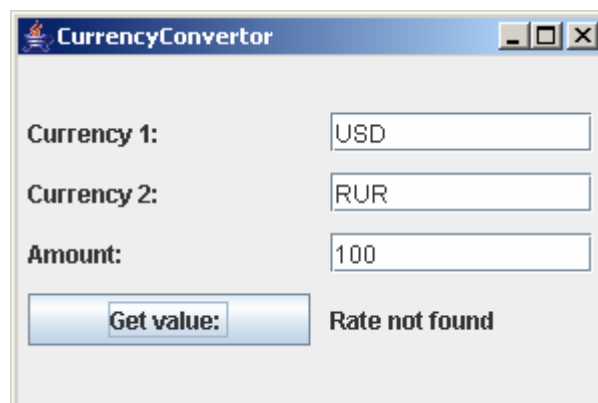 CurrencyConvertor
Currency 1: USD
Currency 2: RUR
Amount: 100
Get value: Rate not found